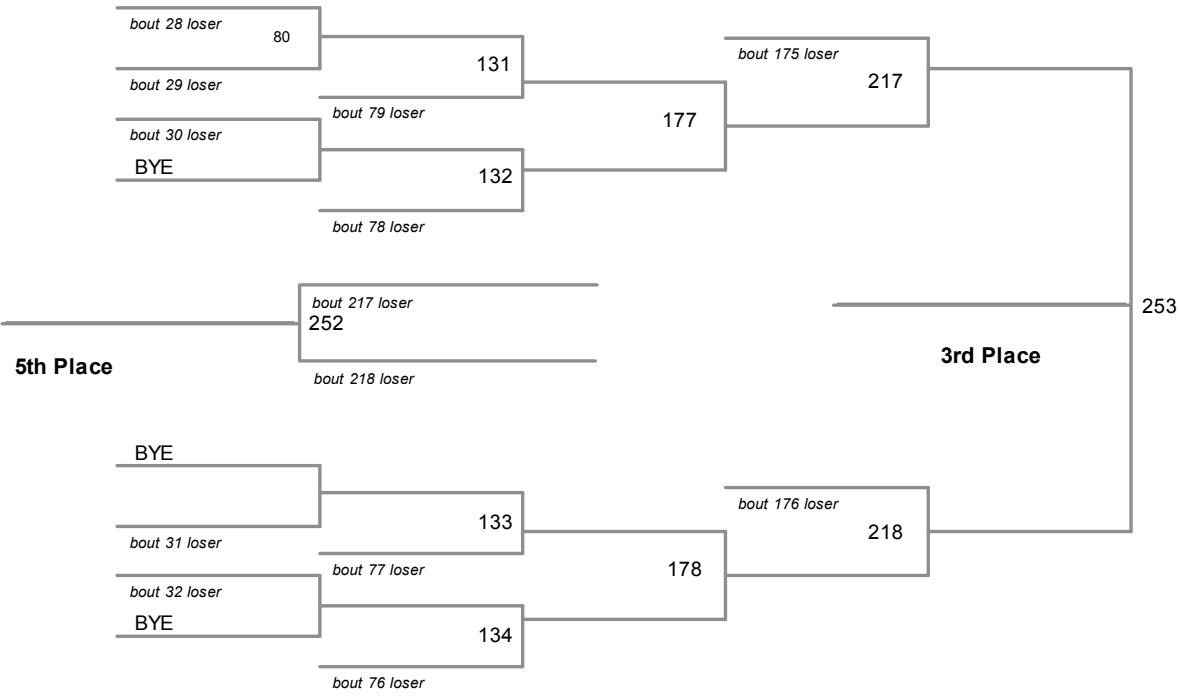 bout 28 loser
80
bout 29 loser
131
bout 79 loser
bout 30 loser
BYE
132
bout 78 loser
177
bout 175 loser
217
bout 217 loser
252
5th Place
bout 218 loser
253
3rd Place
BYE
bout 31 loser
133
bout 77 loser
bout 32 loser
BYE
134
bout 76 loser
178
bout 176 loser
218